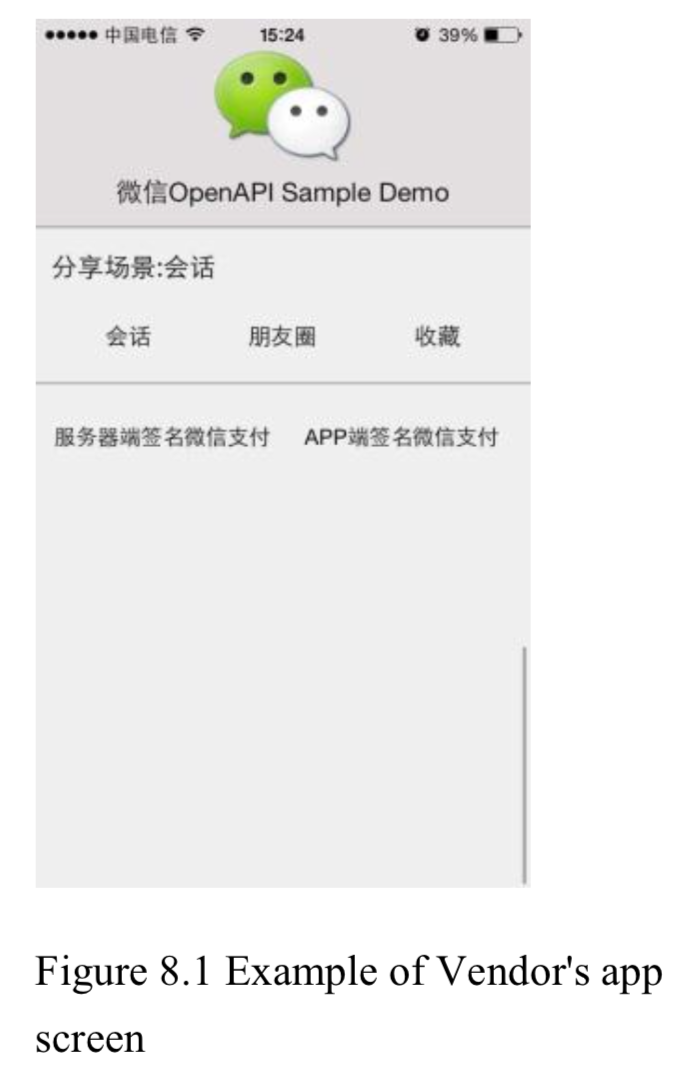 中国电信 15:24 39%
微信OpenAPI Sample Demo
分享场景:会话
会话 朋友圈 收藏
服务器端签名微信支付 APP端签名微信支付
Figure 8.1 Example of Vendor's app
screen